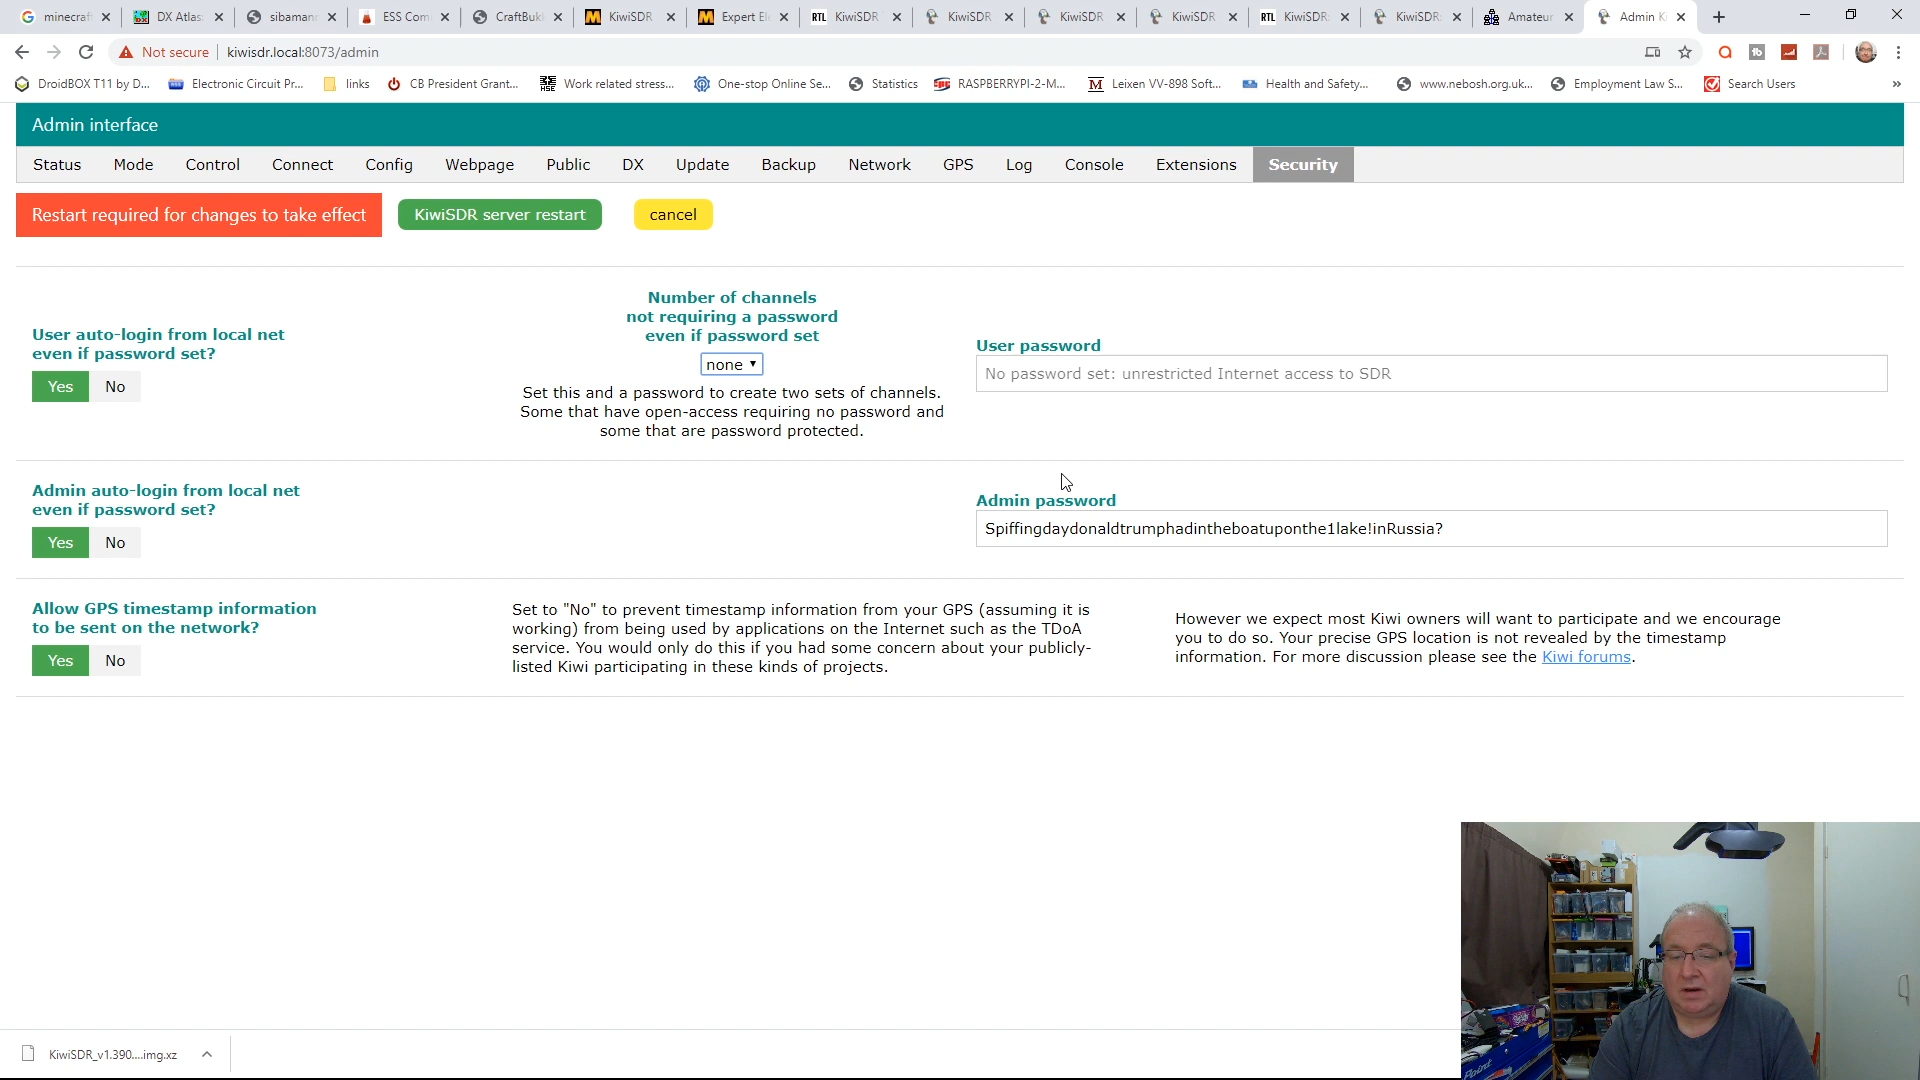 minecraf
DX Atlas
sibaman
ESS Com
CraftBuk
KiwiSDR
Expert El
RTL KiwiSDR
KiwiSDR
KiwiSDR
KiwiSDR
RTL KiwiSDR
KiwiSDR:
Amateur
Admin K
Not secure
kiwisdr.local:8073/admin
DroidBOX T11 by D...
Electronic Circuit Pr...
links
CB President Grant...
HSE Work related stress...
One-stop Online Se...
Statistics
RASPBERRYPI-2-M...
Leixen VV-898 Soft...
Health and Safety...
www.nebosh.org.uk...
Employment Law S...
Search Users
»
Admin interface
Status Mode Control Connect Config Webpage Public DX Update Backup Network GPS Log Console Extensions Security
Restart required for changes to take effect
KiwiSDR server restart
cancel
User auto-login from local net
even if password set?
Yes No
Number of channels
not requiring a password
even if password set
none
Set this and a password to create two sets of channels.
Some that have open-access requiring no password and
some that are password protected.
User password
No password set: unrestricted Internet access to SDR
Admin auto-login from local net
even if password set?
Yes No
Admin password
Spiffingdaydonaldtrumphadintheboatuponthe1lake!inRussia?
Allow GPS timestamp information
to be sent on the network?
Yes No
Set to "No" to prevent timestamp information from your GPS (assuming it is
working) from being used by applications on the Internet such as the TDoA
service. You would only do this if you had some concern about your publicly-
listed Kiwi participating in these kinds of projects.
However we expect most Kiwi owners will want to participate and we encourage
you to do so. Your precise GPS location is not revealed by the timestamp
information. For more discussion please see the Kiwi forums.
KiwiSDR_v1.390....img.xz